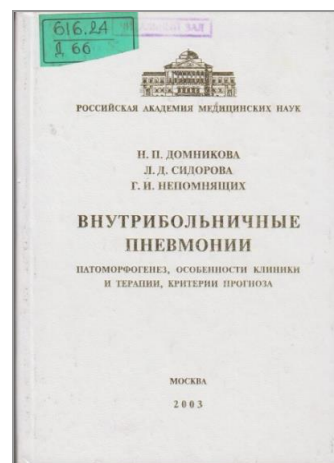 616.24
Д 66
ЗАЛ
РОССИЙСКАЯ АКАДЕМИЯ МЕДИЦИНСКИХ НАУК
Н. П. ДОМНИКОВА
Л. Д. СИДОРОВА
Г. И. НЕПОМНЯЩИХ
ВНУТРИБОЛЬНИЧНЫЕ
ПНЕВМОНИИ
ПАТОМОРФОГЕНЕЗ, ОСОБЕННОСТИ КЛИНИКИ
И ТЕРАПИИ, КРИТЕРИИ ПРОГНОЗА
МОСКВА
2003